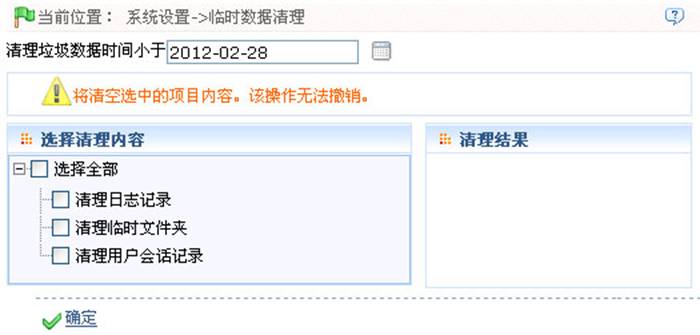 当前位置： 系统设置->临时数据清理
清理垃圾数据时间小于 2012-02-28
将清空选中的项目内容。该操作无法撤销。
选择清理内容
选择全部
清理日志记录
清理临时文件夹
清理用户会话记录
清理结果
确定